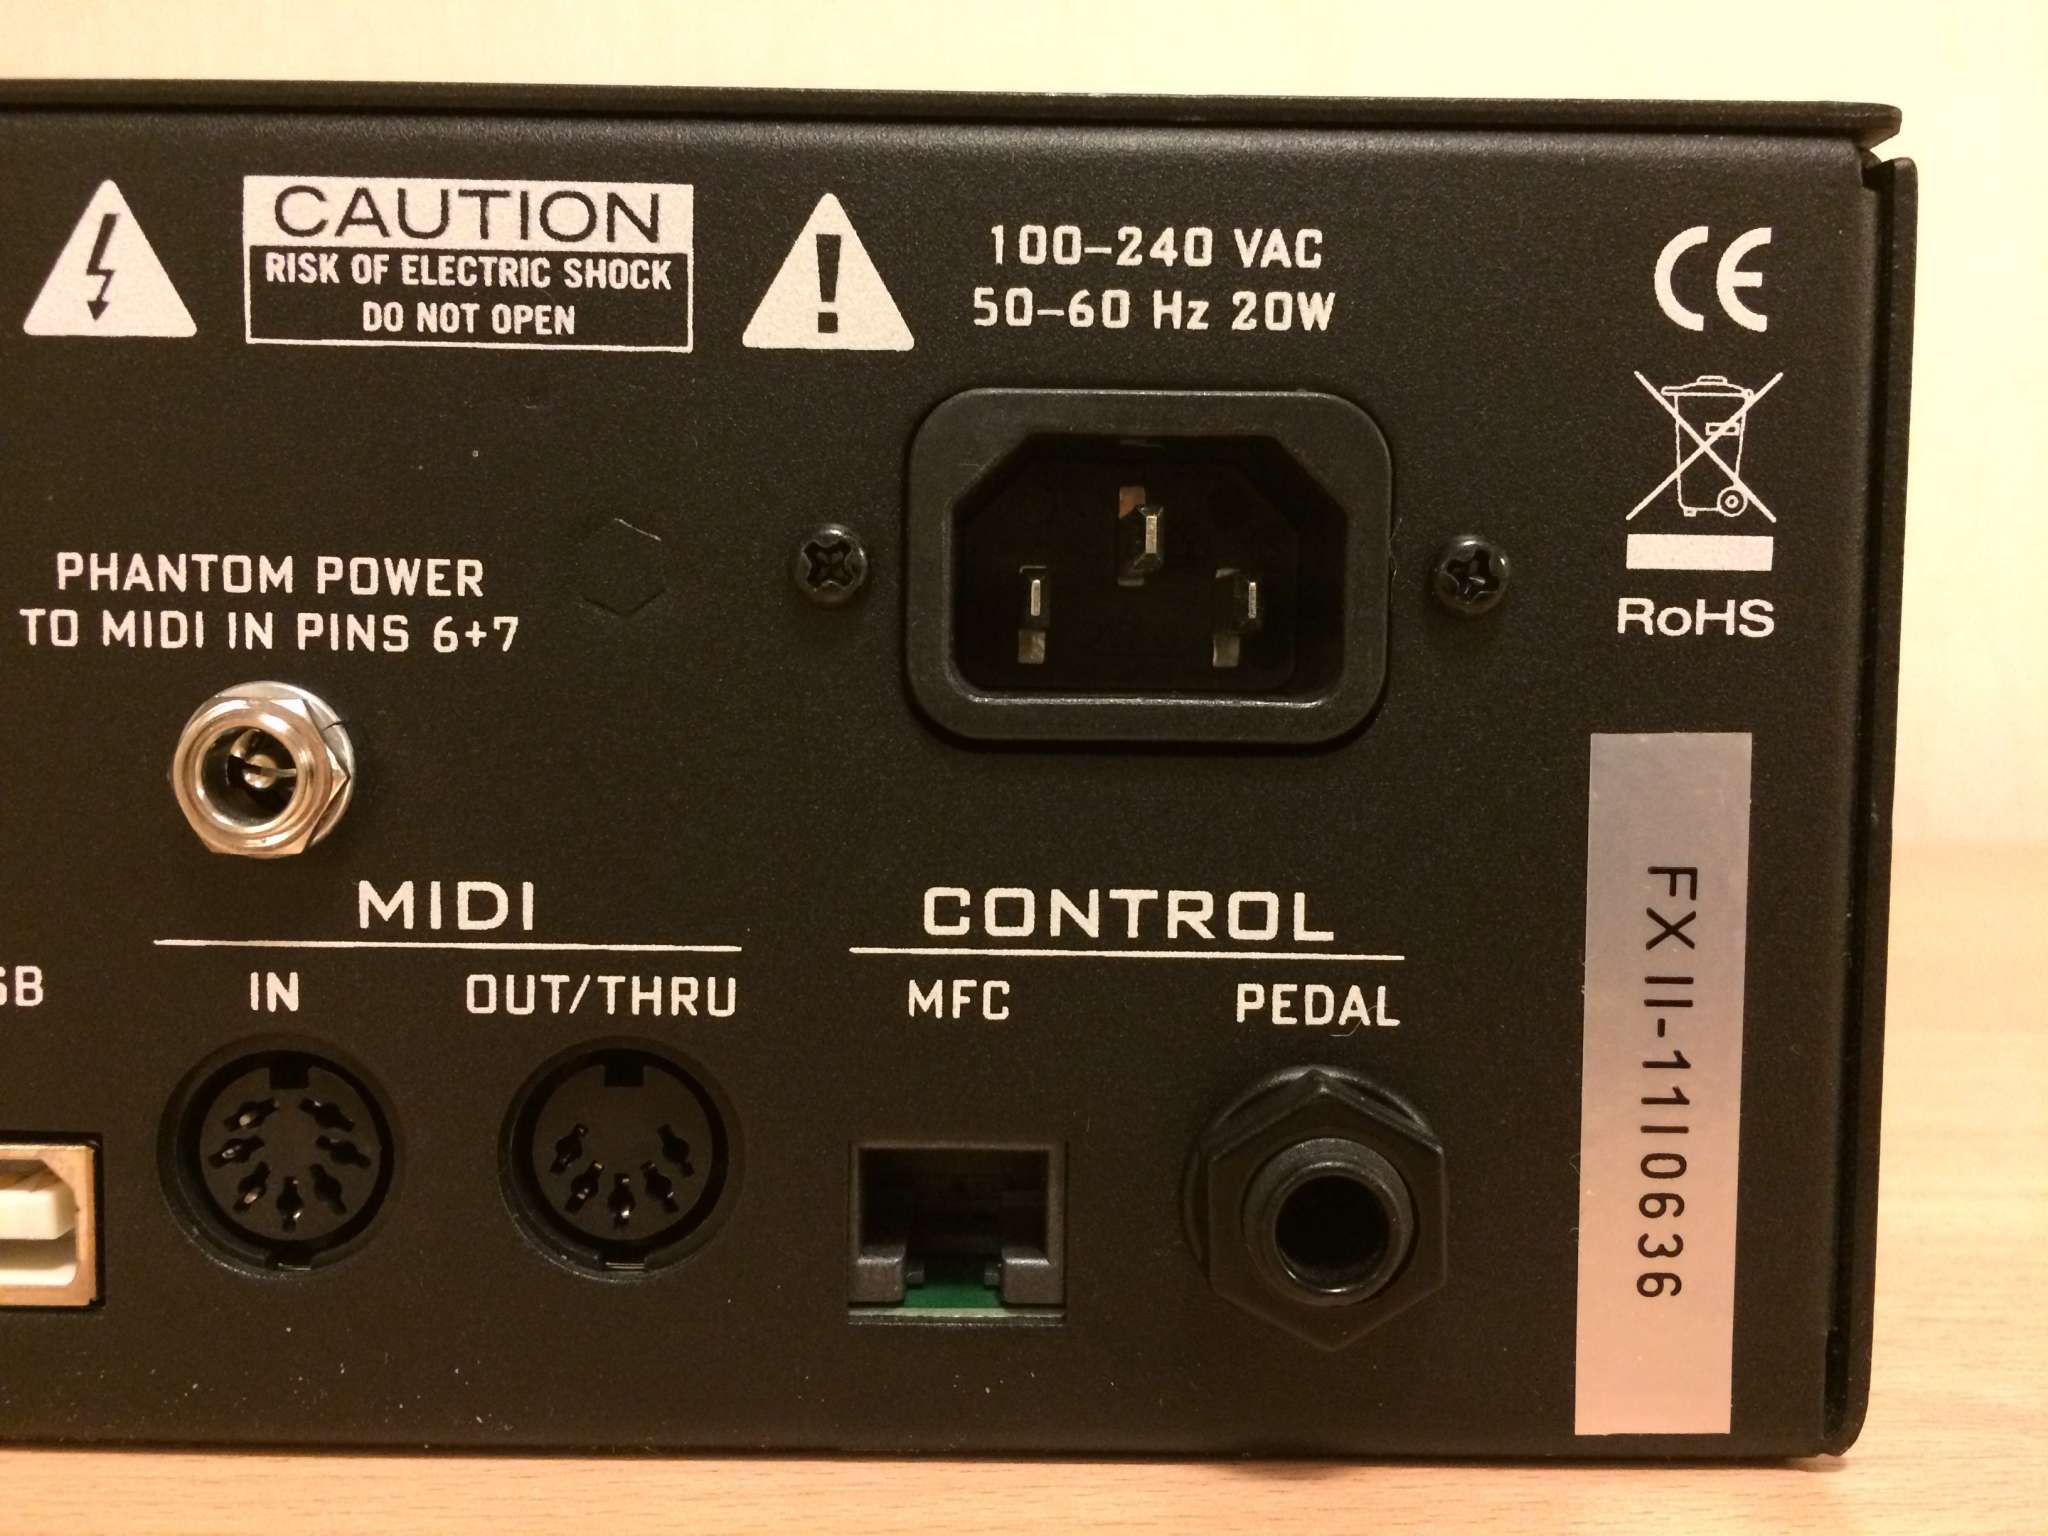 CAUTION
RISK OF ELECTRIC SHOCK
DO NOT OPEN
100–240 VAC
50–60 Hz 20W
CE
PHANTOM POWER
TO MIDI IN PINS 6+7
RoHS
MIDI
CONTROL
SB
IN
OUT/THRU
MFC
PEDAL
FX II-1110636